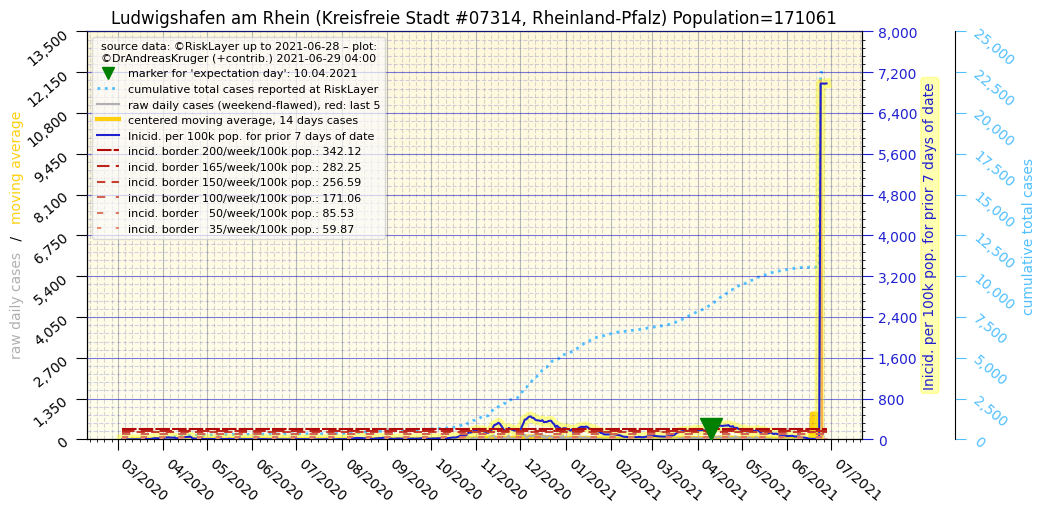 Ludwigshafen am Rhein (Kreisfreie Stadt #07314, Rheinland-Pfalz) Population=171061
source data: ©RiskLayer up to 2021-06-28 – plot:
©DrAndreasKruger (+contrib.) 2021-06-29 04:00
marker for 'expectation day': 10.04.2021
cumulative total cases reported at RiskLayer
raw daily cases (weekend-flawed), red: last 5
centered moving average, 14 days cases
Inicid. per 100k pop. for prior 7 days of date
incid. border 200/week/100k pop.: 342.12
incid. border 165/week/100k pop.: 282.25
incid. border 150/week/100k pop.: 256.59
incid. border 100/week/100k pop.: 171.06
incid. border 50/week/100k pop.: 85.53
incid. border 35/week/100k pop.: 59.87
raw daily cases / moving average
13,500
12,150
10,800
9,450
8,100
6,750
5,400
4,050
2,700
1,350
0
8,000
7,200
6,400
5,600
4,800
4,000
3,200
2,400
1,600
800
0
Inicid. per 100k pop. for prior 7 days of date
25,000
22,500
20,000
17,500
15,000
12,500
10,000
7,500
5,000
2,500
0
cumulative total cases
03/2020
04/2020
05/2020
06/2020
07/2020
08/2020
09/2020
10/2020
11/2020
12/2020
01/2021
02/2021
03/2021
04/2021
05/2021
06/2021
07/2021